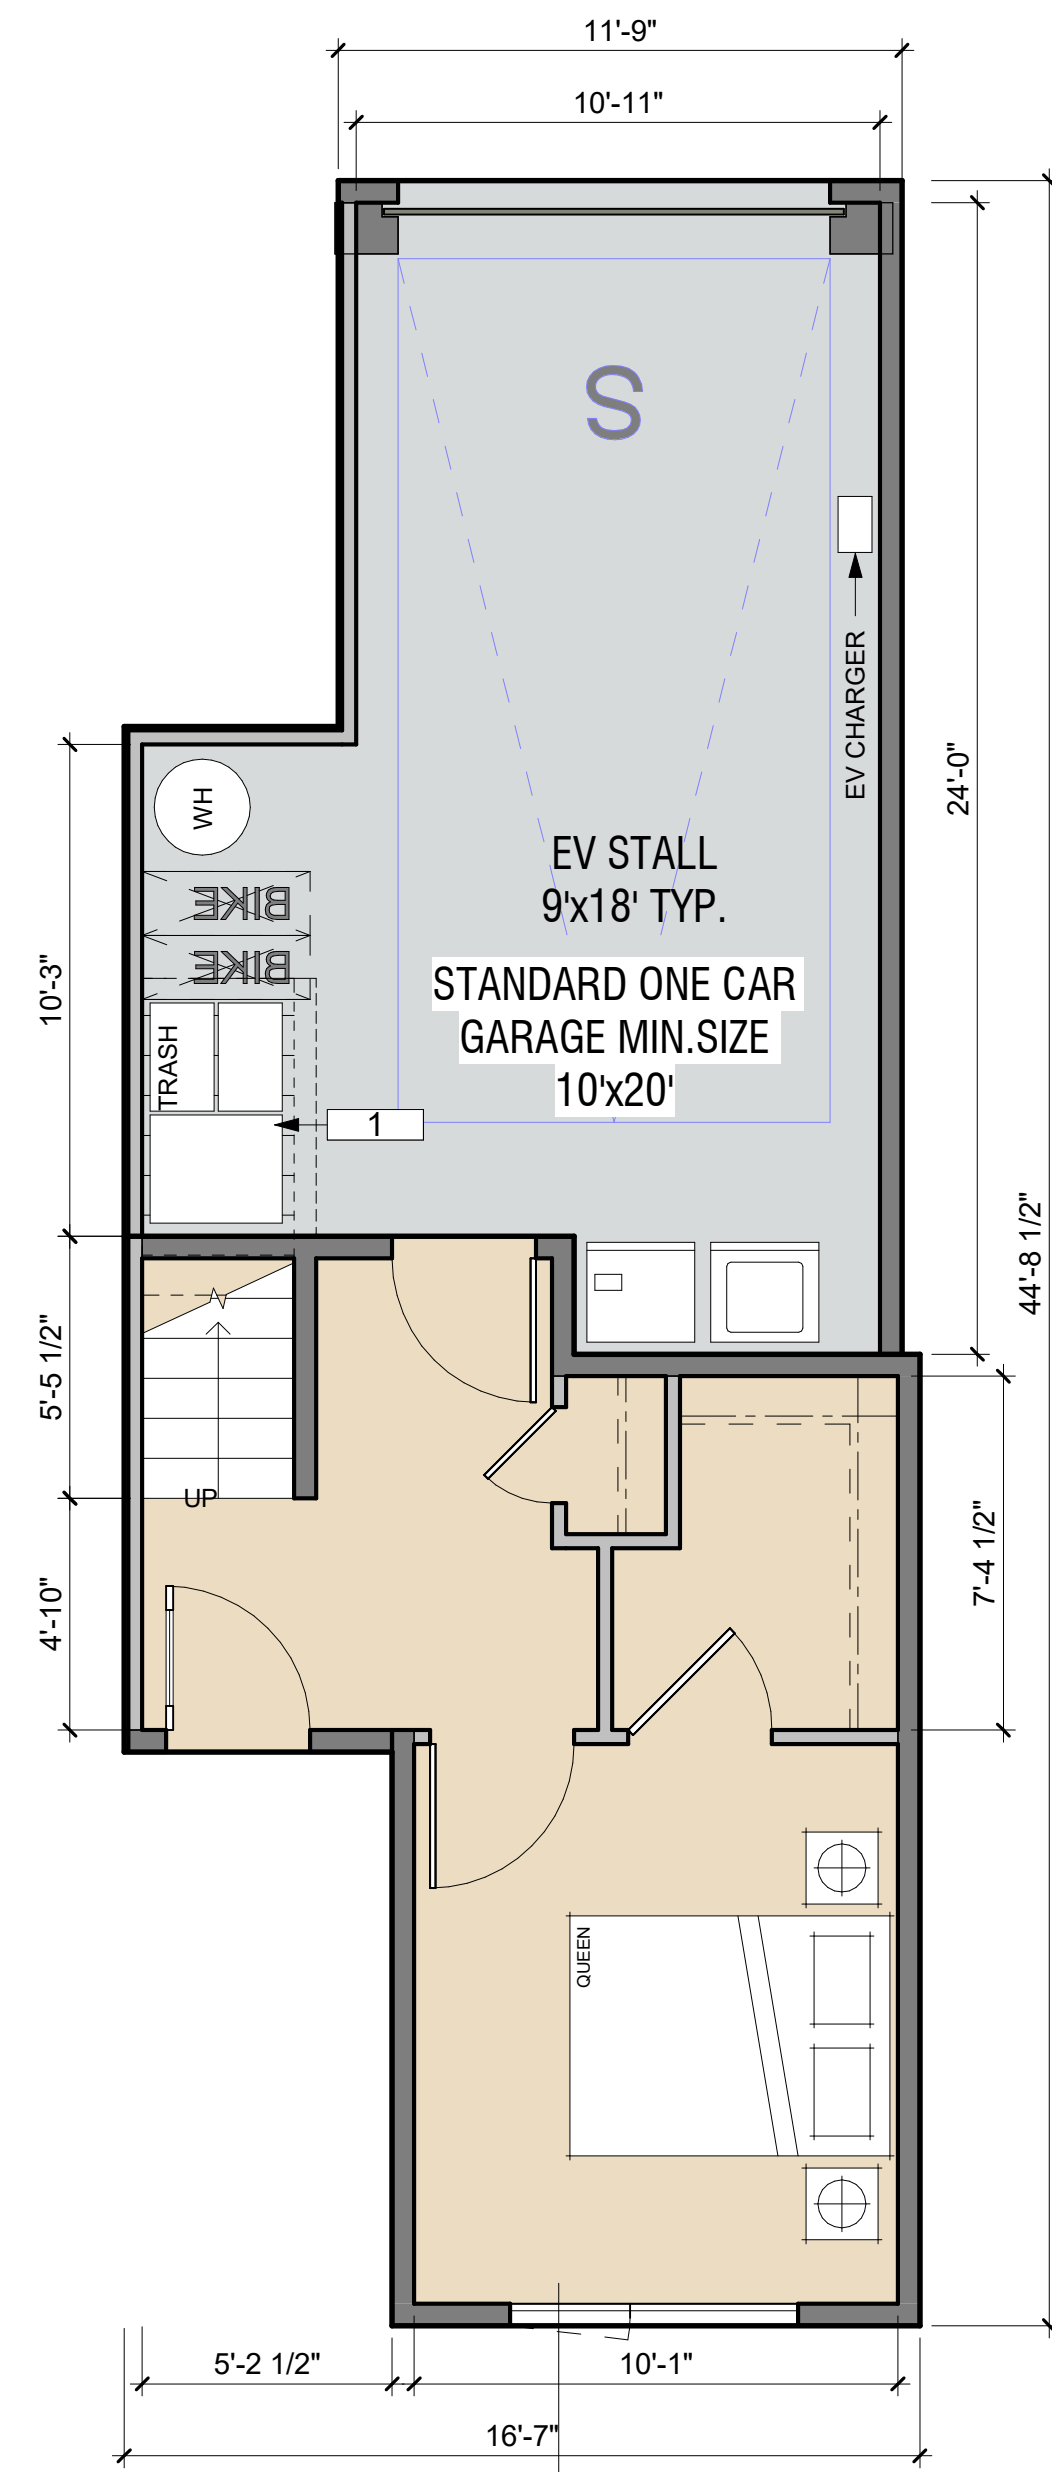 11'-9"
10'-11"
S
EV CHARGER
24'-0"
WH
EV STALL
9'x18' TYP.
BIKE
BIKE
10'-3"
STANDARD ONE CAR
GARAGE MIN.SIZE
10'x20'
TRASH
1
44'-8 1/2"
5'-5 1/2"
UP
7'-4 1/2"
4'-10"
QUEEN
5'-2 1/2"
10'-1"
16'-7"